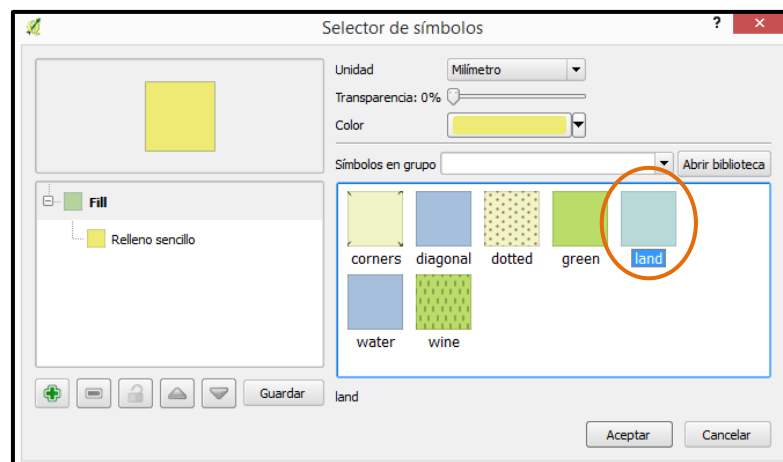 Selector de símbolos
?
×
Unidad
Milímetro
Transparencia: 0%
Color
Símbolos en grupo
Abrir biblioteca
Fill
Relleno sencillo
corners diagonal dotted green land
water wine
Guardar
land
Aceptar
Cancelar